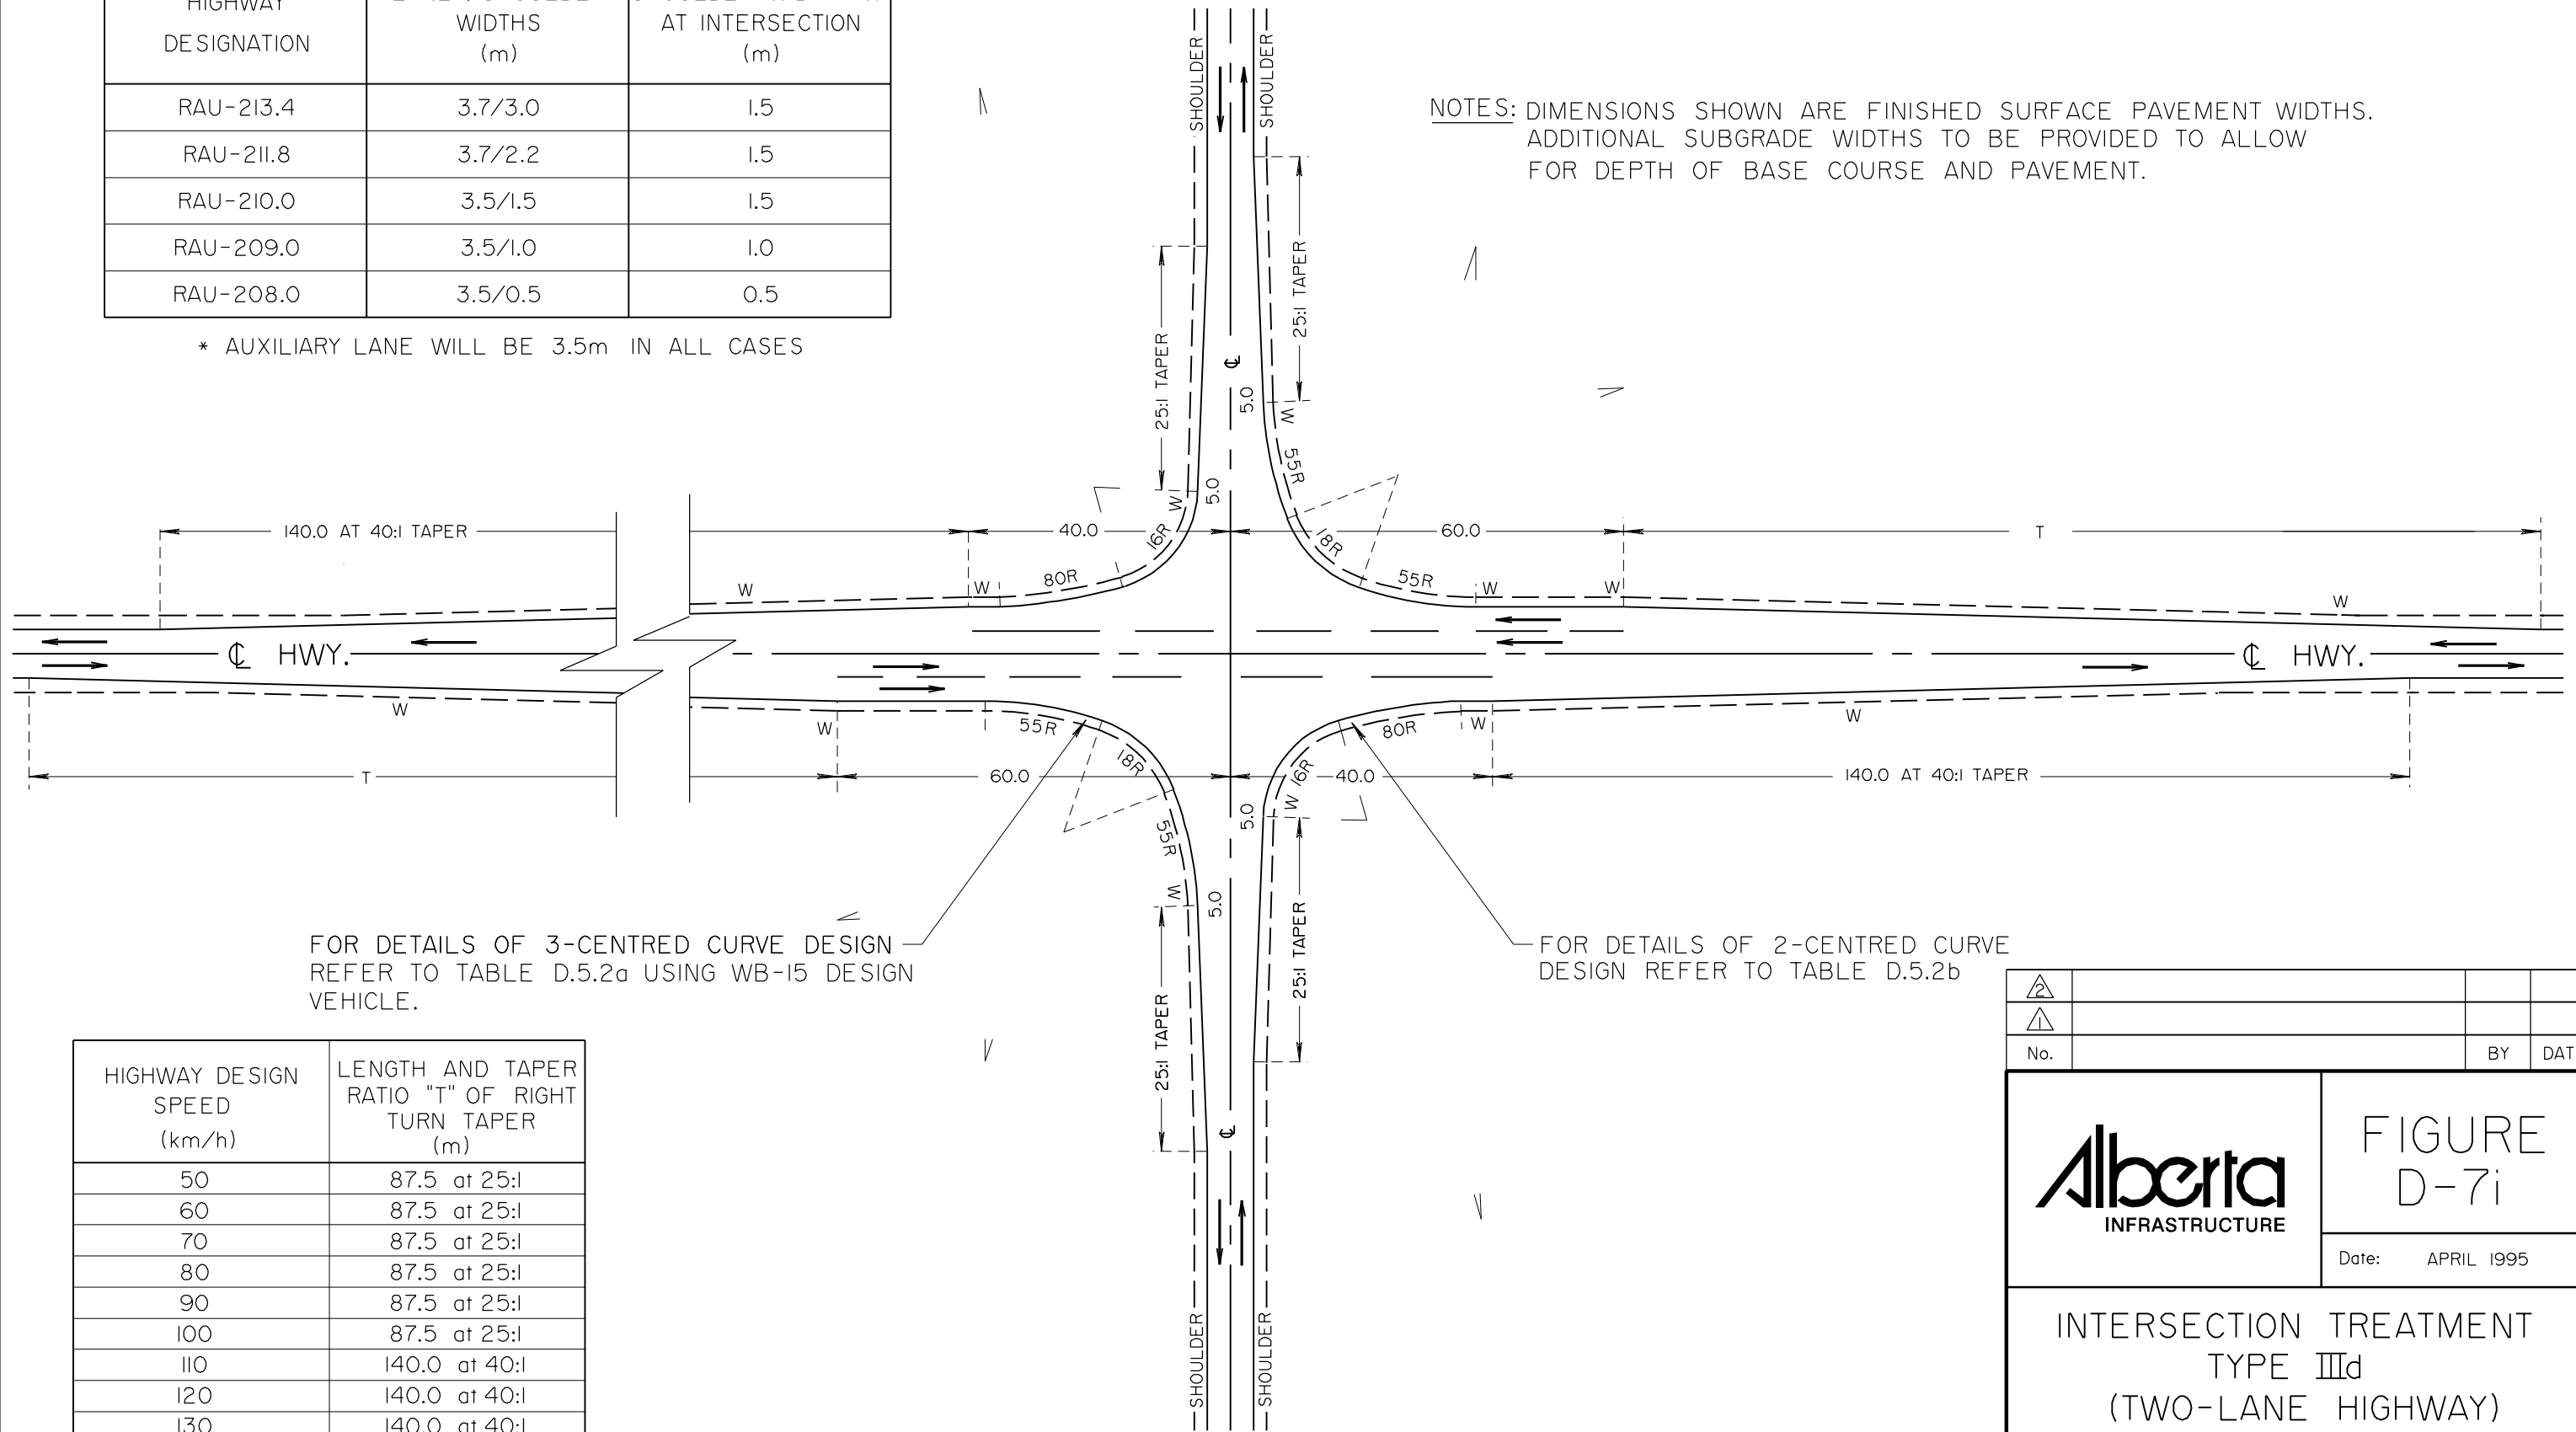 HIGHWAY
DESIGNATION
WIDTHS
(m)
AT INTERSECTION
(m)
RAU-213.4 3.7/3.0 1.5
RAU-211.8 3.7/2.2 1.5
RAU-210.0 3.5/1.5 1.5
RAU-209.0 3.5/1.0 1.0
RAU-208.0 3.5/0.5 0.5
* AUXILIARY LANE WILL BE 3.5m IN ALL CASES
SHOULDER
SHOULDER
NOTES: DIMENSIONS SHOWN ARE FINISHED SURFACE PAVEMENT WIDTHS.
ADDITIONAL SUBGRADE WIDTHS TO BE PROVIDED TO ALLOW
FOR DEPTH OF BASE COURSE AND PAVEMENT.
25:1 TAPER
25:1 TAPER
℄
5.0
W
55R
5.0
W
16R
18R
140.0 AT 40:1 TAPER
40.0
60.0
T
W
W
80R
55R
W
W
W
℄ HWY.
℄ HWY.
W
W
55R
18R
16R
80R
W
W
T
60.0
40.0
140.0 AT 40:1 TAPER
W
5.0
55R
W
5.0
25:1 TAPER
25:1 TAPER
℄
FOR DETAILS OF 3-CENTRED CURVE DESIGN
REFER TO TABLE D.5.2a USING WB-15 DESIGN
VEHICLE.
FOR DETAILS OF 2-CENTRED CURVE
DESIGN REFER TO TABLE D.5.2b
SHOULDER
SHOULDER
HIGHWAY DESIGN
SPEED
(km/h)
LENGTH AND TAPER
RATIO "T" OF RIGHT
TURN TAPER
(m)
50 87.5 at 25:1
60 87.5 at 25:1
70 87.5 at 25:1
80 87.5 at 25:1
90 87.5 at 25:1
100 87.5 at 25:1
110 140.0 at 40:1
120 140.0 at 40:1
130 140.0 at 40:1
2
1
No. BY DAT
Alberta
INFRASTRUCTURE
FIGURE
D-7i
Date: APRIL 1995
INTERSECTION TREATMENT
TYPE IIId
(TWO-LANE HIGHWAY)